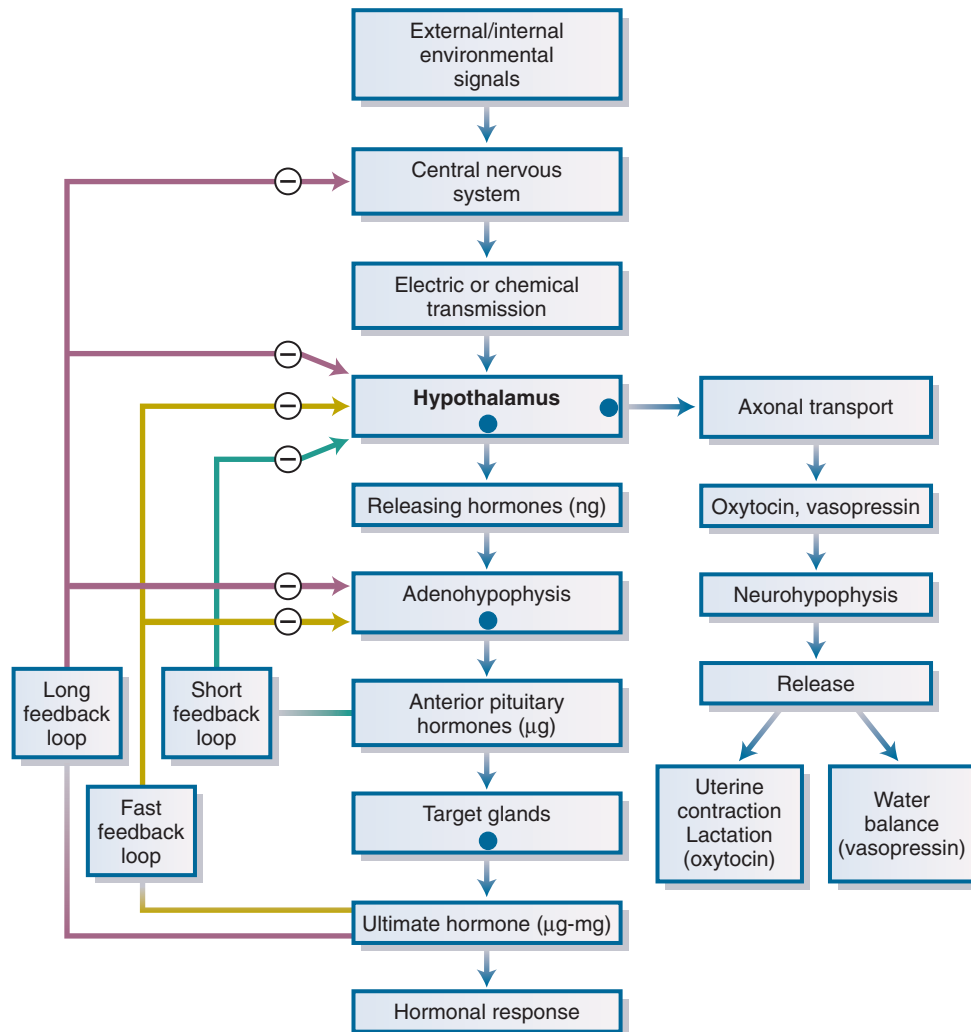 External/internal
environmental
signals
Central nervous
system
Electric or chemical
transmission
Hypothalamus
Axonal transport
Releasing hormones (ng)
Oxytocin, vasopressin
Adenohypophysis
Neurohypophysis
Long
feedback
loop
Short
feedback
loop
Anterior pituitary
hormones (μg)
Release
Fast
feedback
loop
Target glands
Uterine
contraction
Lactation
(oxytocin)
Water
balance
(vasopressin)
Ultimate hormone (μg-mg)
Hormonal response